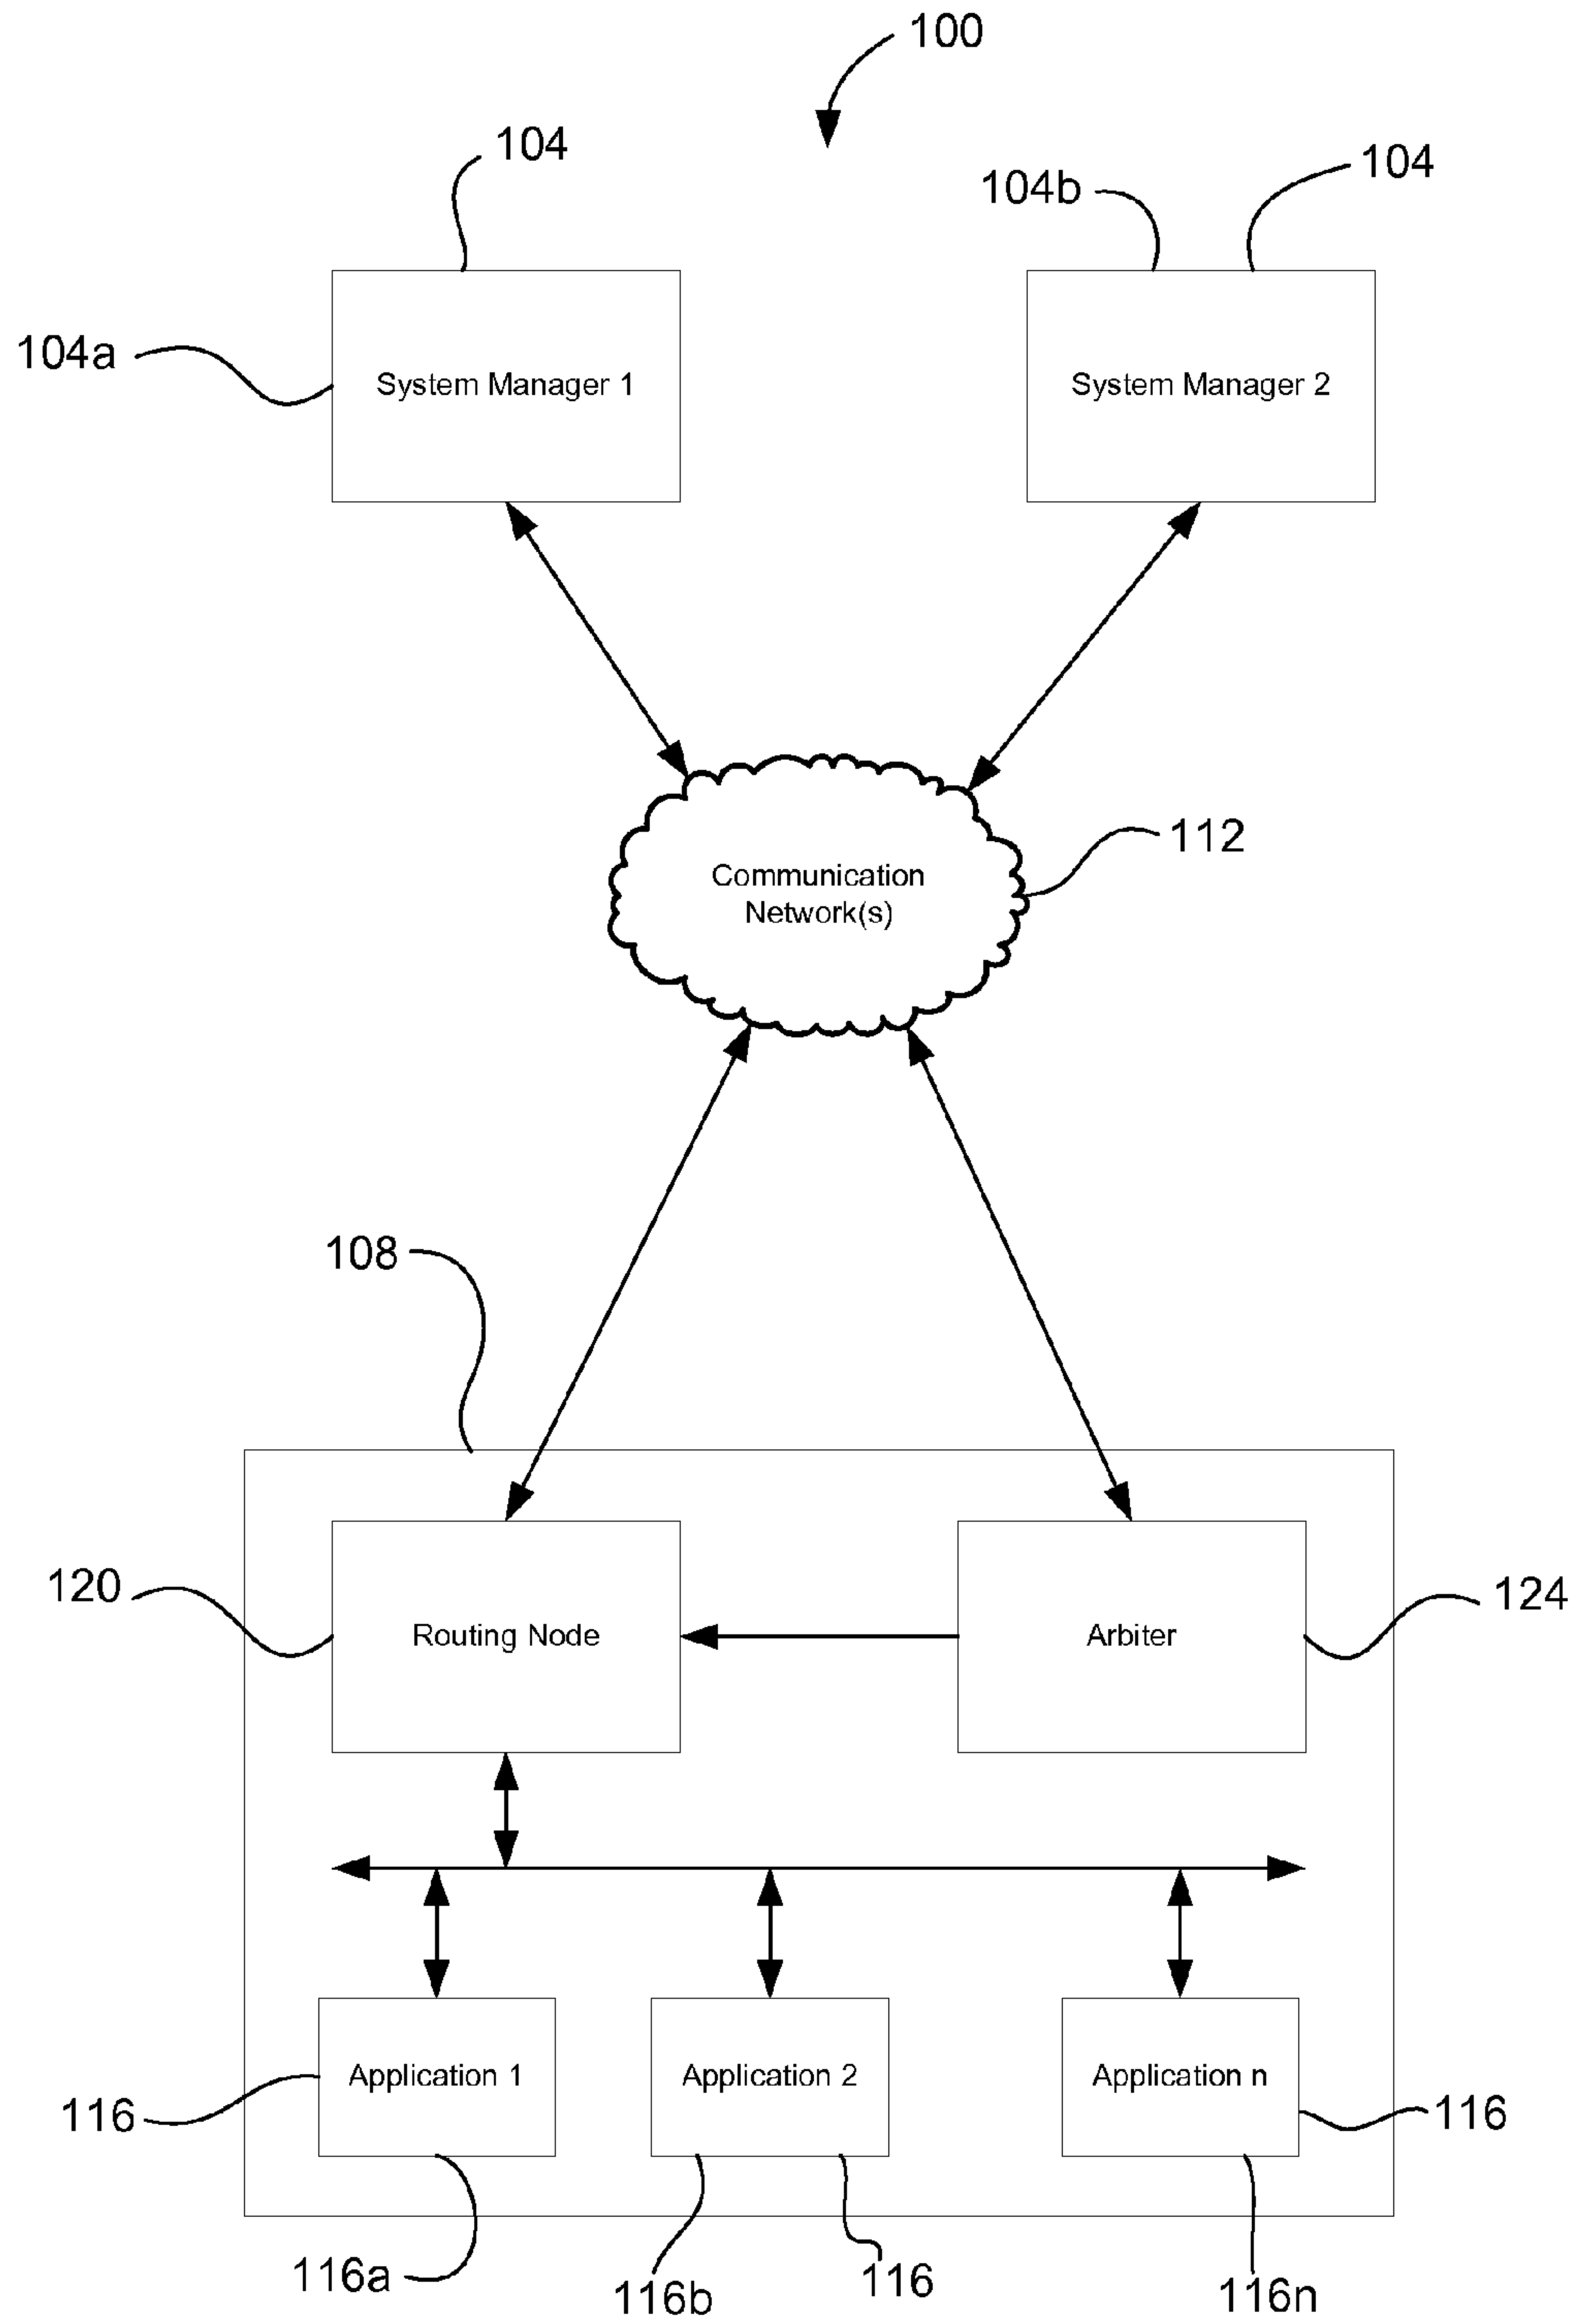 100
104
104b
104
104a
System Manager 1
System Manager 2
Communication
Network(s)
112
108
120
Routing Node
Arbiter
124
Application 1
Application 2
Application n
116
116
116a
116b
116
116n